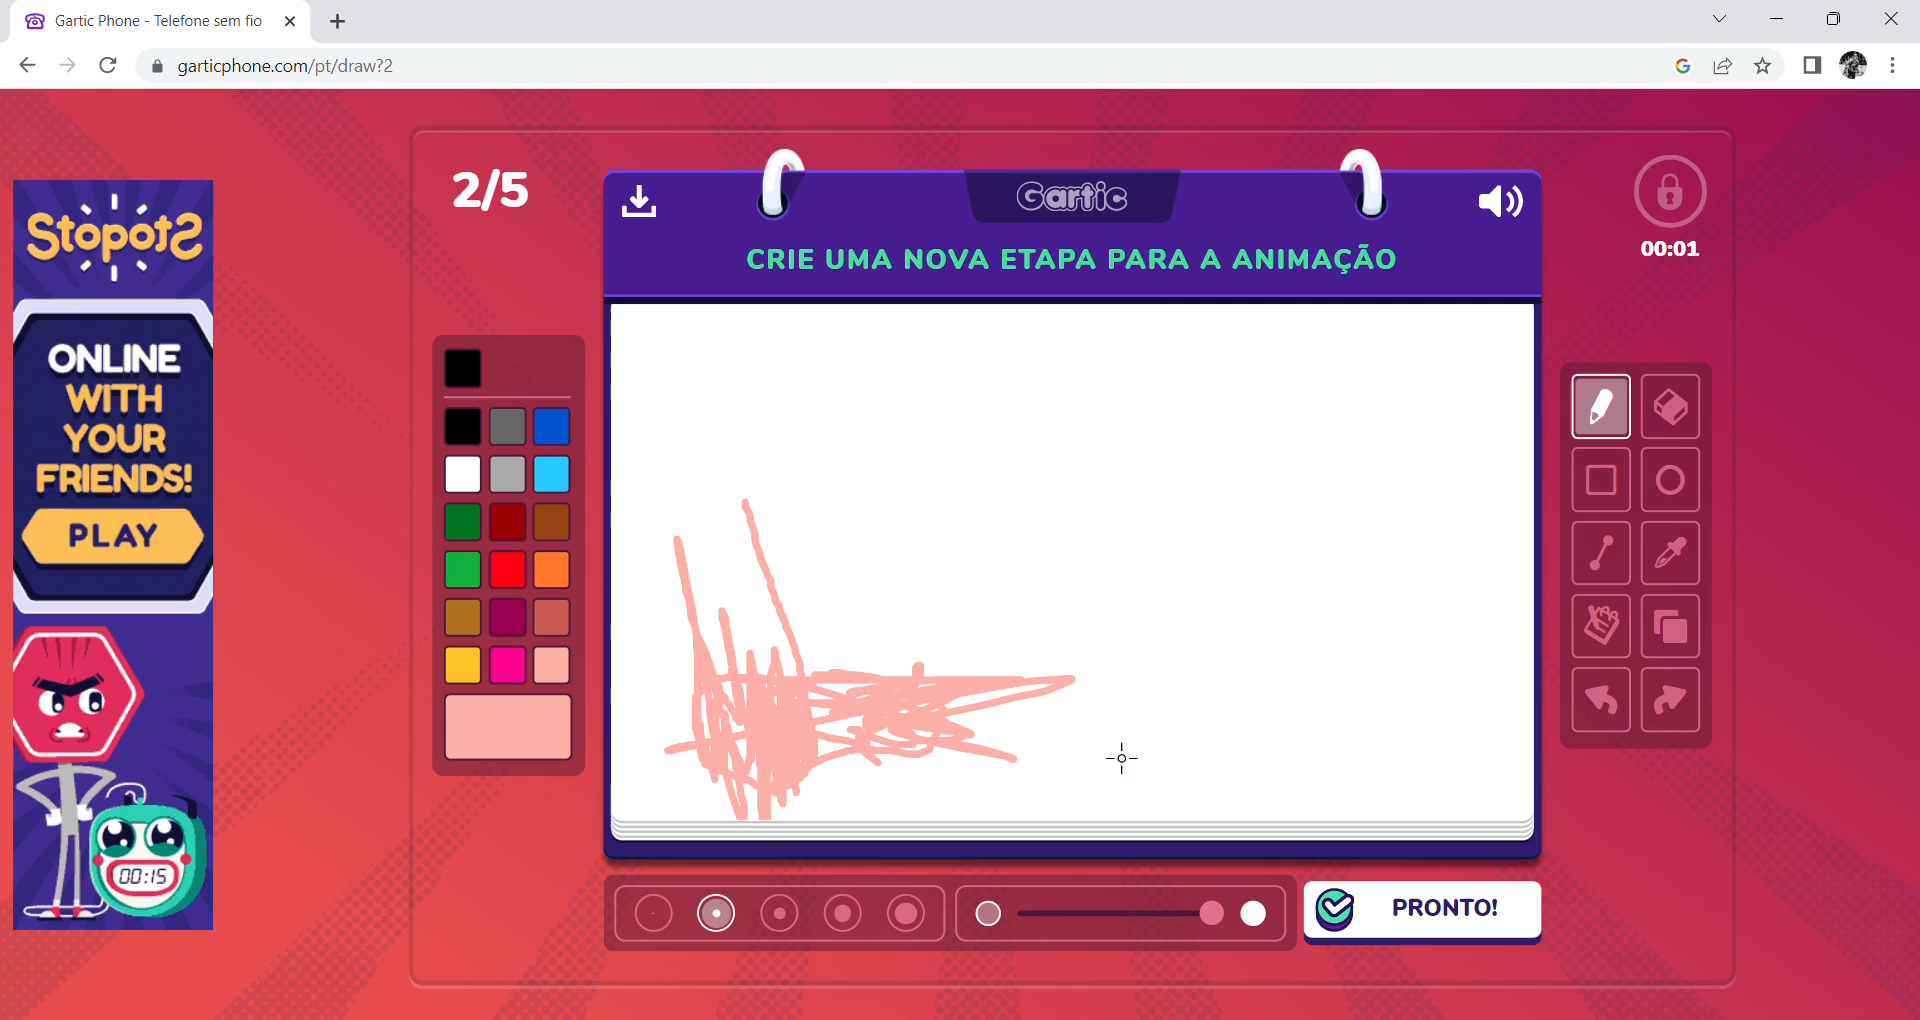 Gartic Phone - Telefone sem fio
garticphone.com/pt/draw?2
2/5
Gartic
00:01
CRIE UMA NOVA ETAPA PARA A ANIMAÇÃO
StopotS
ONLINE
WITH
YOUR
FRIENDS!
PLAY
00:15
PRONTO!